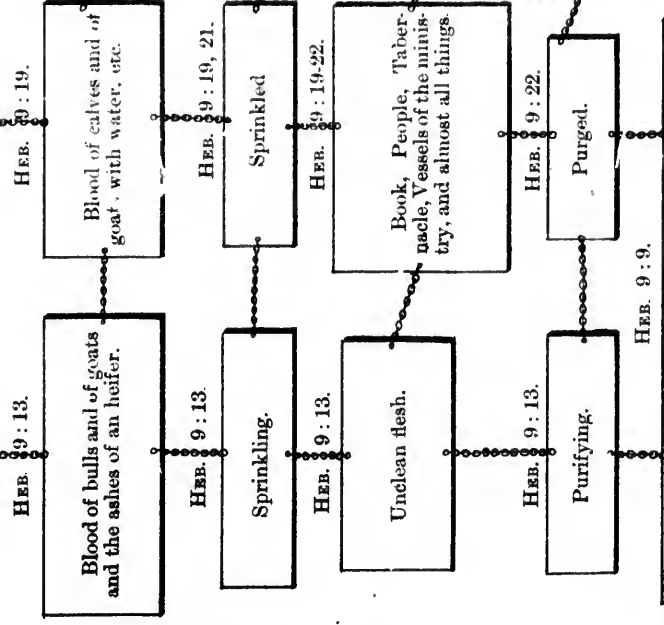 HEB. 9 : 13.
HEB. 9 : 19.
Blood of bulls and of goats
and the ashes of an heifer.
Blood of calves and of
goat , with water, etc.
HEB. 9 : 13.
HEB. 9 : 19, 21.
Sprinkling.
Sprinkled
HEB. 9 : 13.
HEB. 9 : 19-22.
Unclean flesh.
Book, People, Taber-
nacle, Vessels of the minis-
try, and almost all things.
HEB. 9 : 13.
HEB. 9 : 22.
Purifying.
Purged.
HEB. 9 : 9.